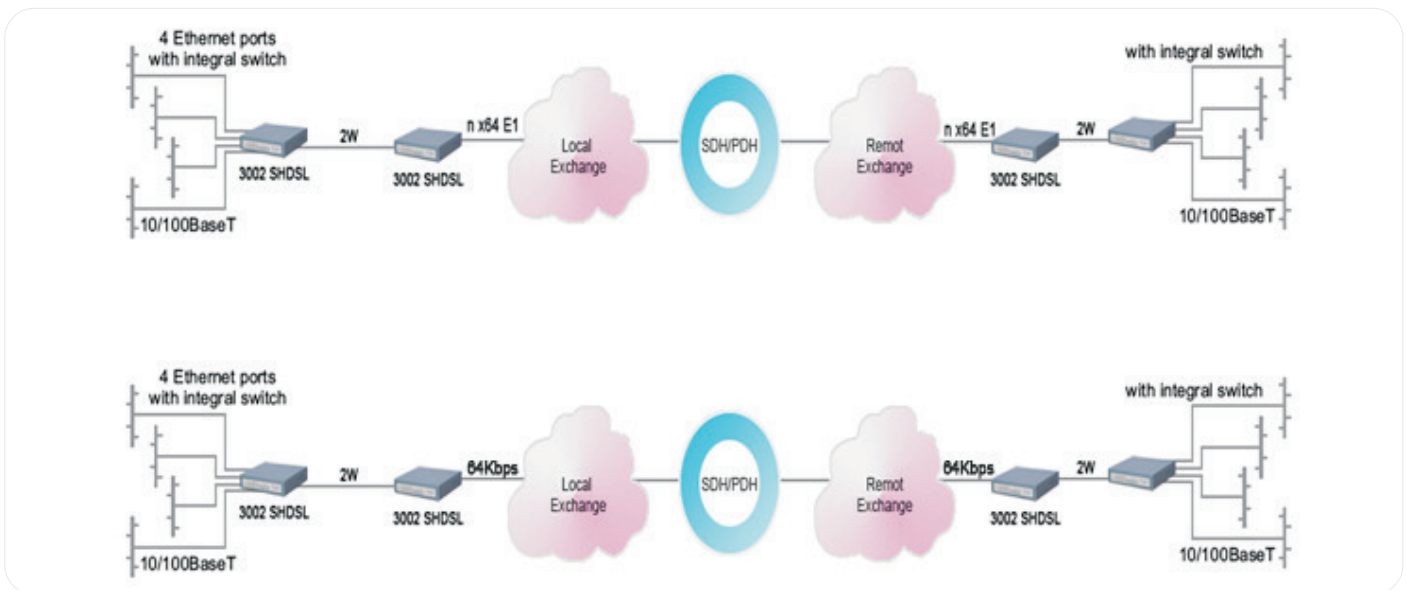 4 Ethernet ports
with integral switch
2W
n x64 E1
3002 SHDSL
3002 SHDSL
10/100BaseT
Local
Exchange
SDH/PDH
Remot
Exchange
n x64 E1
2W
3002 SHDSL
with integral switch
10/100BaseT
4 Ethernet ports
with integral switch
2W
64Kbps
3002 SHDSL
3002 SHDSL
10/100BaseT
Local
Exchange
SDH/PDH
Remot
Exchange
64Kbps
2W
3002 SHDSL
with integral switch
10/100BaseT